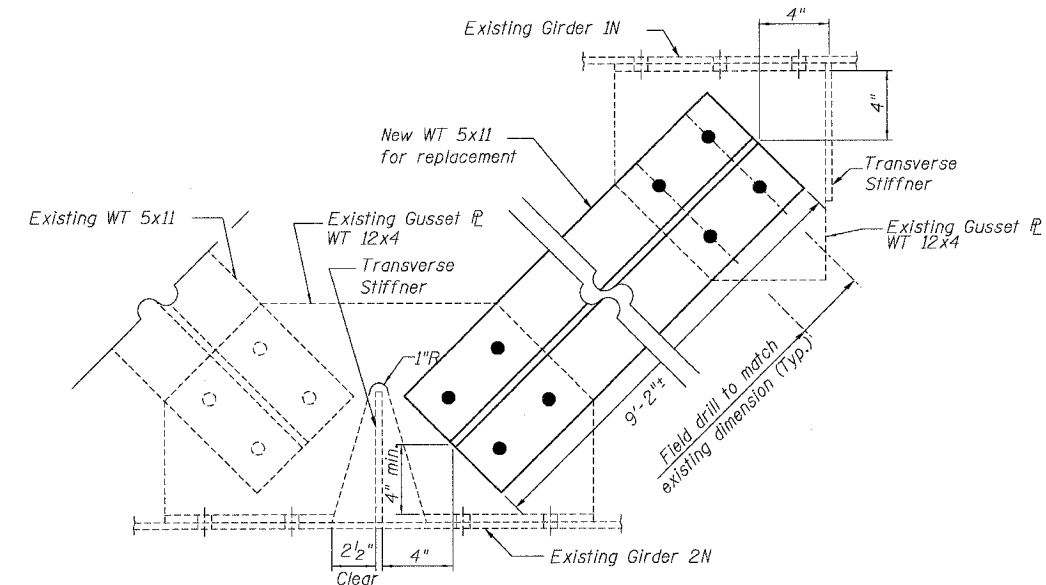 Existing Girder 1N
4"
4"
New WT 5x11
for replacement
Transverse
Stiffner
Existing WT 5x11
Existing Gusset ℄
WT 12x4
Transverse
Stiffner
Existing Gusset ℄
WT 12x4
1"R
9'-2"±
Field drill to match
existing dimension (Typ.)
4" min.
2½"
Clear
4"
Existing Girder 2N